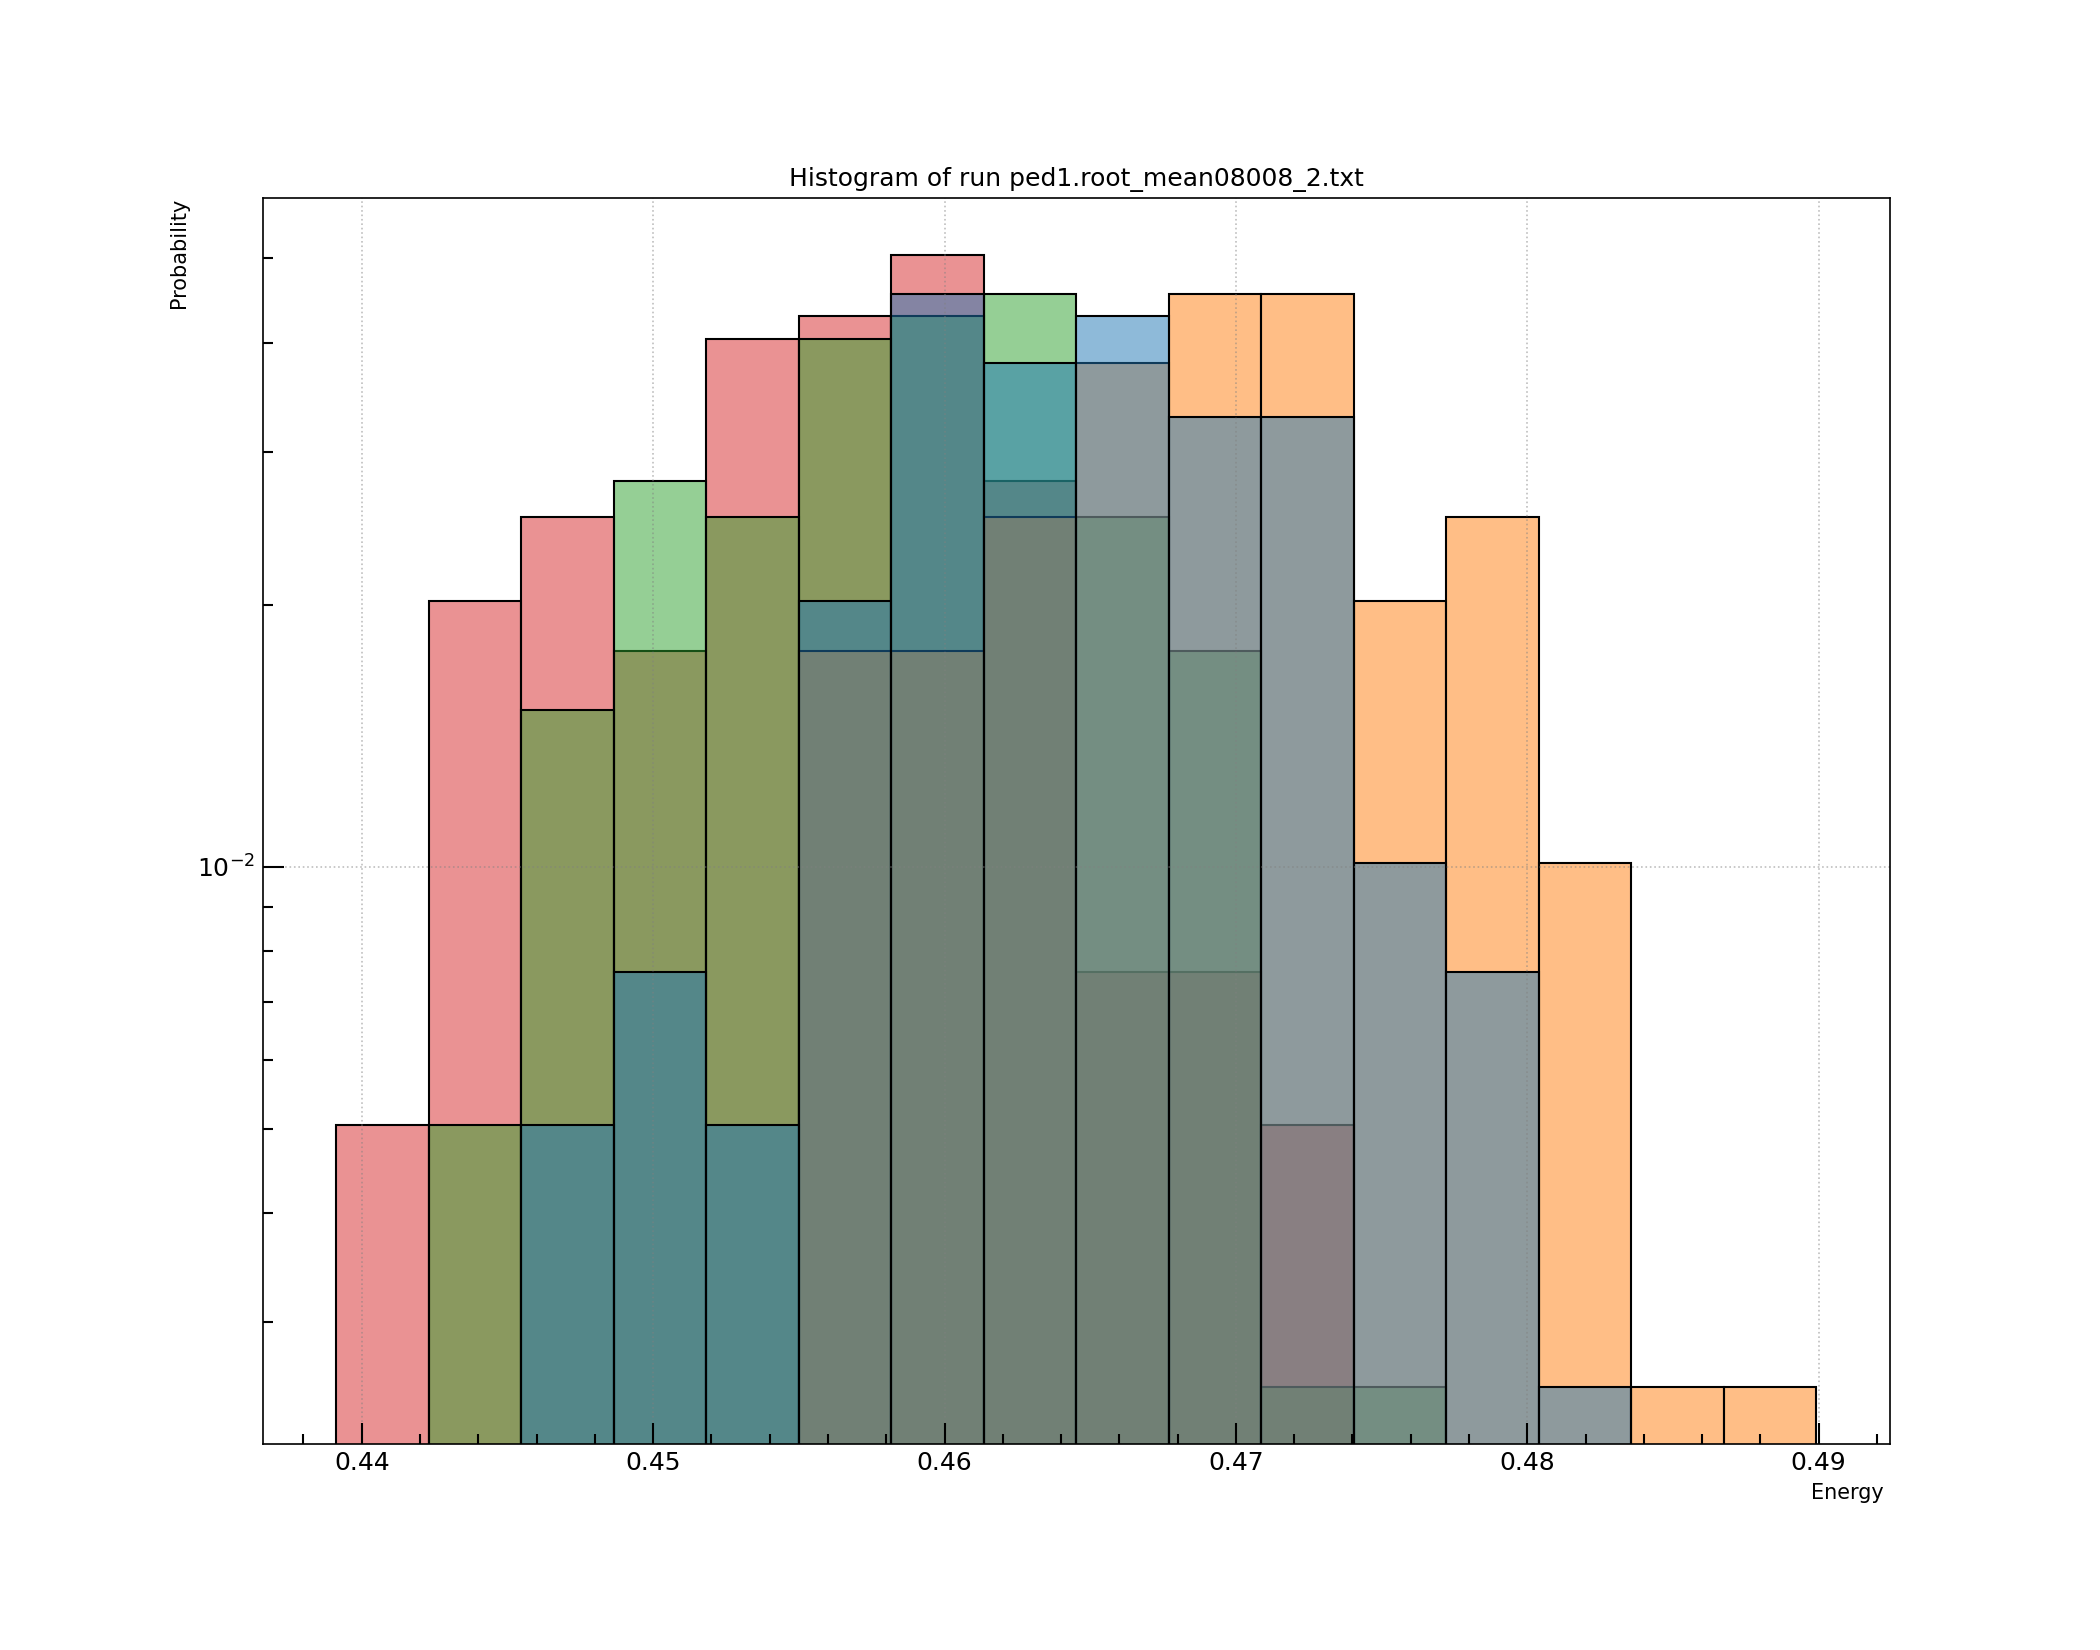 Histogram of run ped1.root_mean08008_2.txt
Probability
10⁻²
0.44 0.45 0.46 0.47 0.48 0.49
Energy